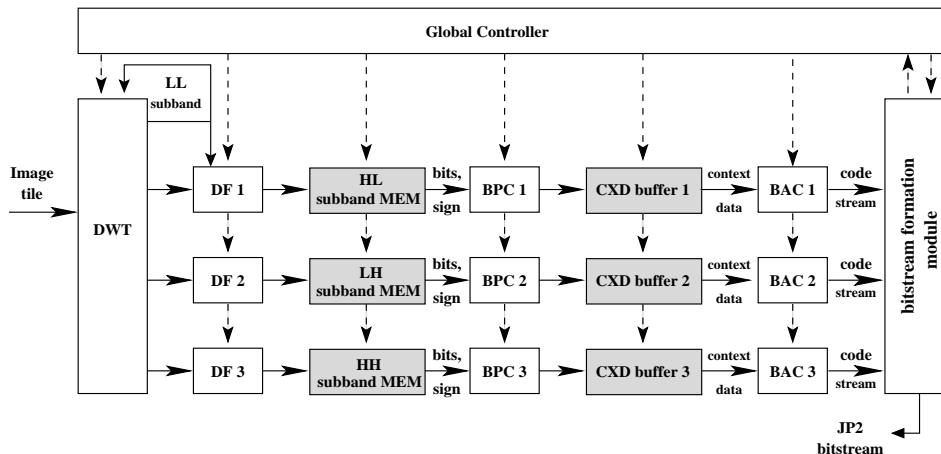 Global Controller
LL
subband
Image
tile
DWT
DF 1
HL
subband MEM
bits,
sign
BPC 1
CXD buffer 1
context
data
BAC 1
code
stream
DF 2
LH
subband MEM
bits,
sign
BPC 2
CXD buffer 2
context
data
BAC 2
code
stream
DF 3
HH
subband MEM
bits,
sign
BPC 3
CXD buffer 3
context
data
BAC 3
code
stream
bitstream formation
module
JP2
bitstream